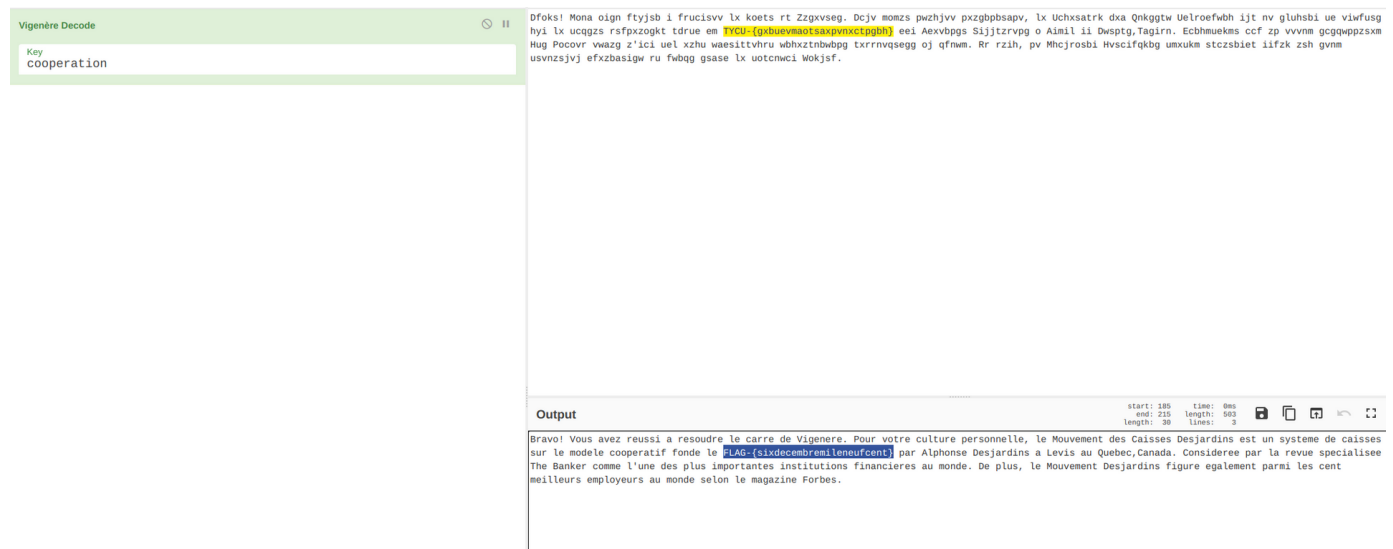 Vigenère Decode
Key
cooperation
Dfoks! Mona oign ftyjsb i frucisvv lx koets rt Zzgxvseg. Dcjv momzs pwzhjvv pxzgbpbsapv, lx Uchxsatrk dxa Qnkggtw Uelroefwbh ijt nv gluhsbi ue viwfusg
hyi lx ucqgzs rsfpxzogkt tdrue em TYCU-{gxbuevmaotsaxpvnxctpgbh} eei Aexvbpgs Sijjtzrvpg o Aimil ii Dwsptg,Tagirn. Ecbhmuekms ccf zp vvvnm gcgqwppzsxm
Hug Pocovr vwazg z'ici uel xzhu waesittvhru wbhxztnbwbpg txrrnvqsegg oj qfnwm. Rr rzih, pv Mhcjrosbi Hvscifqkbg umxukm stczsbiet iifzk zsh gvnm
usvnzsjvj efxzbasigw ru fwbqg gsase lx uotcnwci Wokjsf.
Output
start: 185
end: 215
length: 30
time: 0ms
length: 503
lines: 3
Bravo! Vous avez reussi a resoudre le carre de Vigenere. Pour votre culture personnelle, le Mouvement des Caisses Desjardins est un systeme de caisses
sur le modele cooperatif fonde le FLAG-{sixdecembremileneufcent} par Alphonse Desjardins a Levis au Quebec,Canada. Consideree par la revue specialisee
The Banker comme l'une des plus importantes institutions financieres au monde. De plus, le Mouvement Desjardins figure egalement parmi les cent
meilleurs employeurs au monde selon le magazine Forbes.